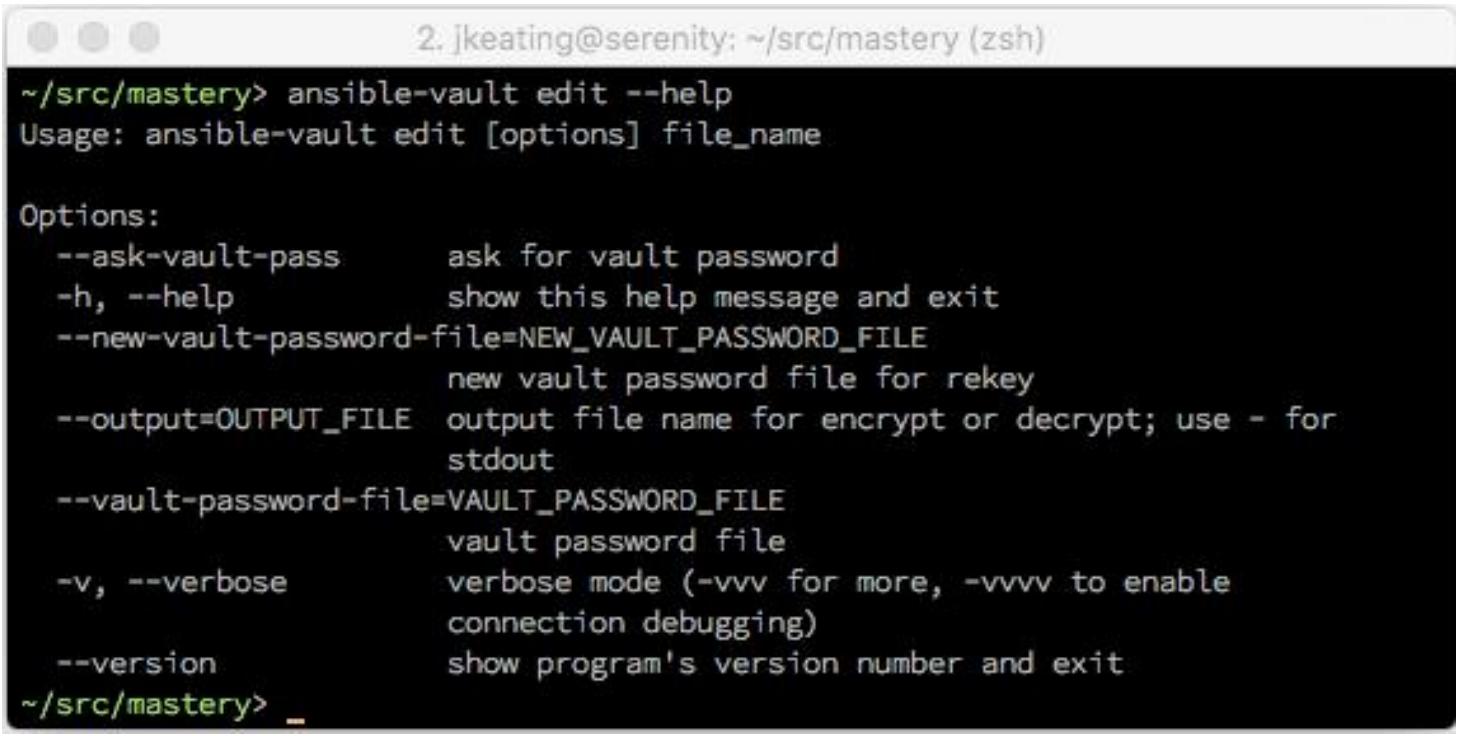 2. jkeating@serenity: ~/src/mastery (zsh)
~/src/mastery> ansible-vault edit --help
Usage: ansible-vault edit [options] file_name
Options:
--ask-vault-pass ask for vault password
-h, --help show this help message and exit
--new-vault-password-file=NEW_VAULT_PASSWORD_FILE
new vault password file for rekey
--output=OUTPUT_FILE output file name for encrypt or decrypt; use - for
stdout
--vault-password-file=VAULT_PASSWORD_FILE
vault password file
-v, --verbose verbose mode (-vvv for more, -vvvv to enable
connection debugging)
--version show program's version number and exit
~/src/mastery> _